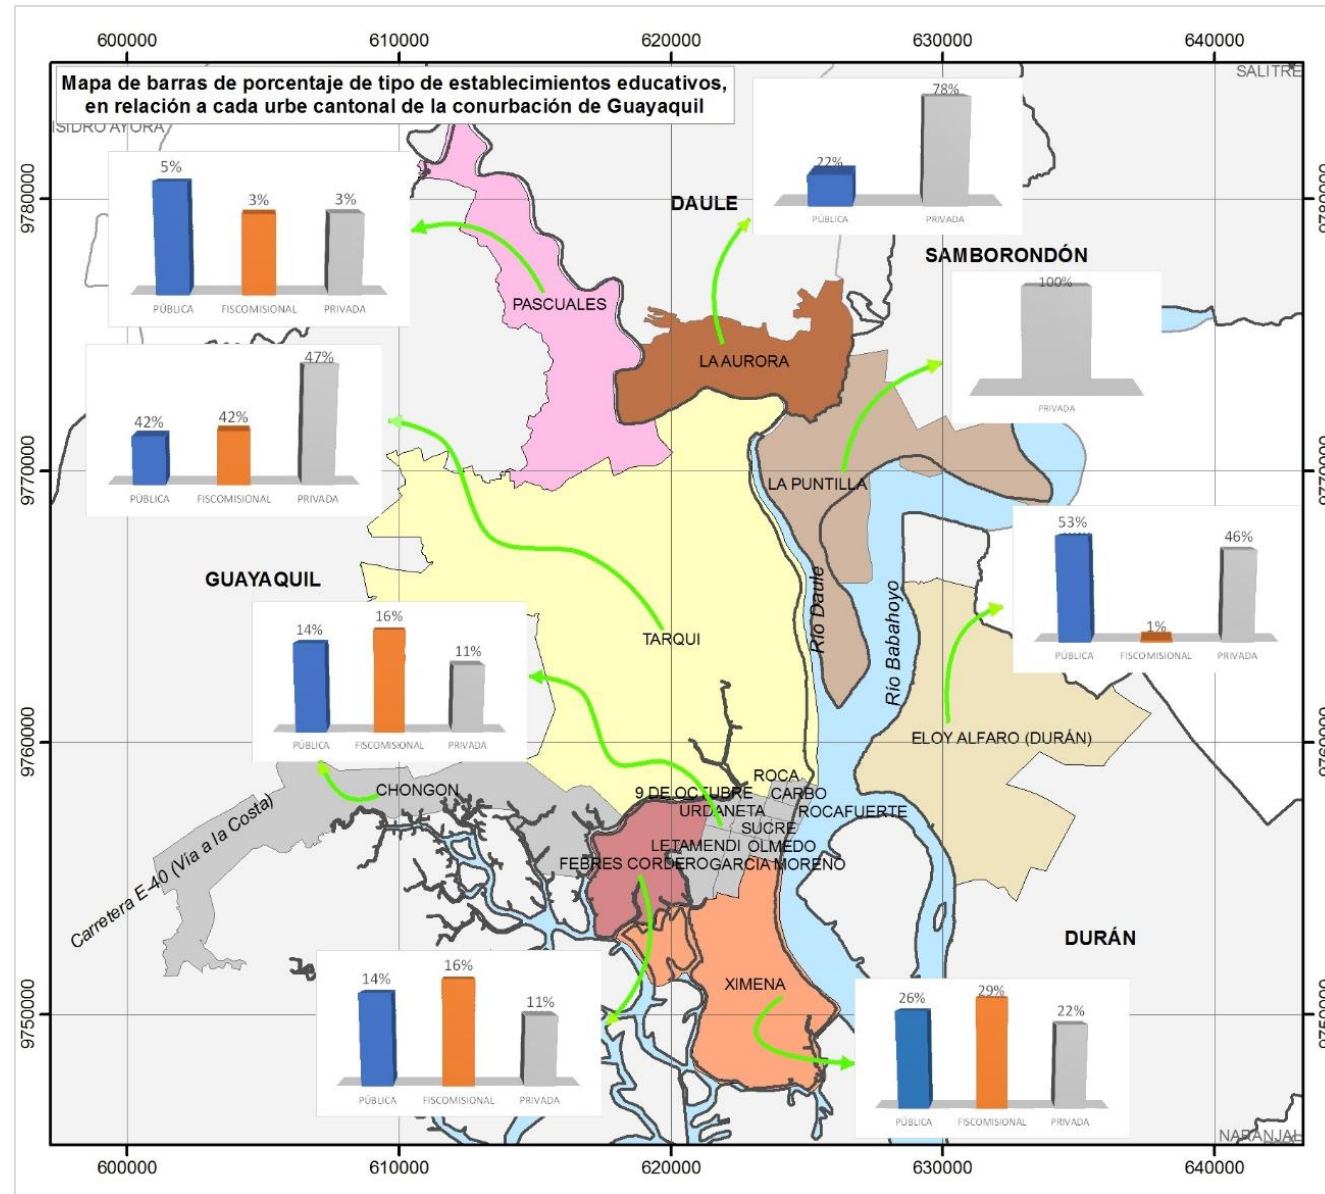 600000 610000 620000 630000 640000
Mapa de barras de porcentaje de tipo de establecimientos educativos,
en relación a cada urbe cantonal de la conurbación de Guayaquil
SALITRE
ISIDRO AYORA
5% 3% 3%
PÚBLICA FISCOMISIONAL PRIVADA
78%
22%
PÚBLICA PRIVADA
9780000
9780000
DAULE
SAMBORONDÓN
100%
PRIVADA
PASCUALES
LA AURORA
47%
42% 42%
PÚBLICA FISCOMISIONAL PRIVADA
9770000
9770000
LA PUNTILLA
53%
46%
1%
PÚBLICA FISCOMISIONAL PRIVADA
GUAYAQUIL
Río Daule
Río Babahoyo
TARQUI
14% 16% 11%
PÚBLICA FISCOMISIONAL PRIVADA
9760000
9760000
ELOY ALFARO (DURÁN)
CHONGON
Carretera E-40 (Vía a la Costa)
ROCA
9 DE OCTUBRE CARBO
URDANETA ROCAFUERTE
SUCRE
LETAMENDI OLMEDO
FEBRES CORDERO GARCIA MORENO
DURÁN
14% 16% 11%
PÚBLICA FISCOMISIONAL PRIVADA
XIMENA
26% 29% 22%
PÚBLICA FISCOMISIONAL PRIVADA
9750000
9750000
NARANJAL
600000 610000 620000 630000 640000